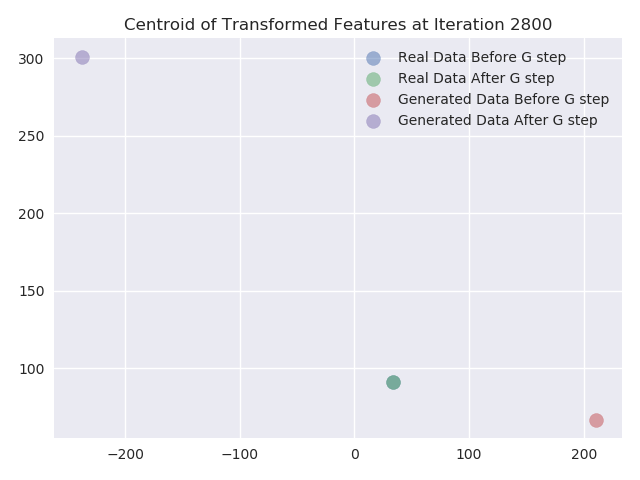 Centroid of Transformed Features at Iteration 2800
300
250
200
150
100
−200
−100
0
100
200
Real Data Before G step
Real Data After G step
Generated Data Before G step
Generated Data After G step